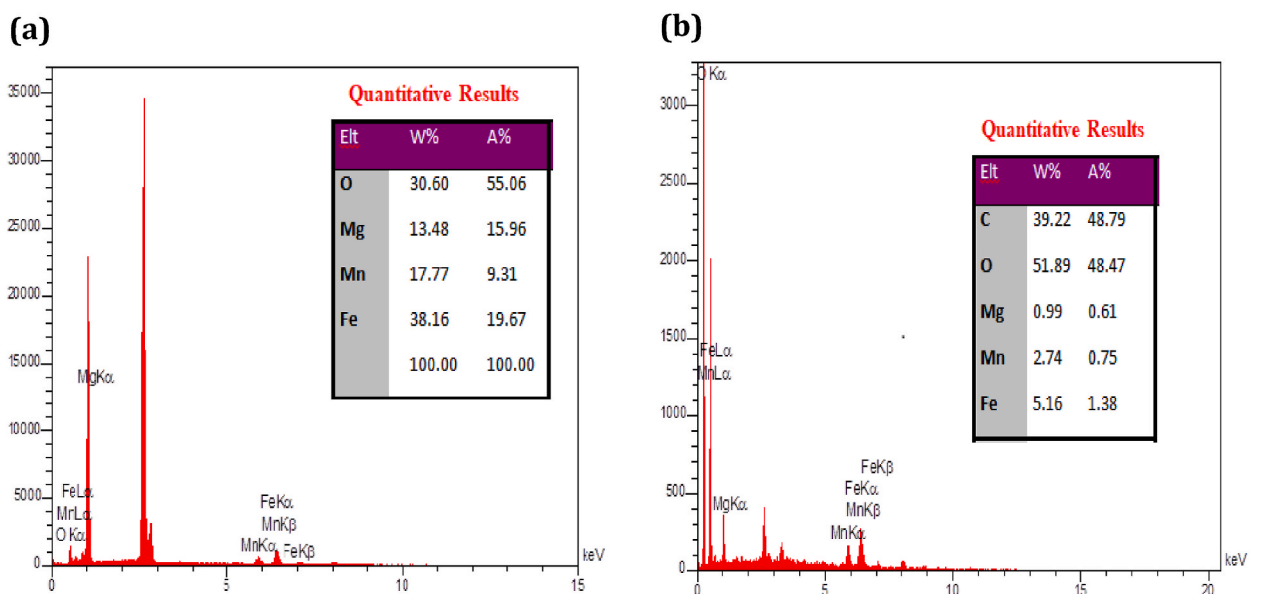 (a)
35000
30000
25000
20000
15000
10000
5000
0
MgKα
FeLα
MnLα
O Kα
FeKα
MnKβ
MnKα
FeKβ
0
5
10
15
keV
Quantitative Results
Elt W% A%
O 30.60 55.06
Mg 13.48 15.96
Mn 17.77 9.31
Fe 38.16 19.67
100.00 100.00
(b)
3000
2500
2000
1500
1000
500
0
O Kα
FeLα
MnLα
MgKα
FeKβ
FeKα
MnKβ
MnKα
0
5
10
15
20
keV
Quantitative Results
Elt W% A%
C 39.22 48.79
O 51.89 48.47
Mg 0.99 0.61
Mn 2.74 0.75
Fe 5.16 1.38